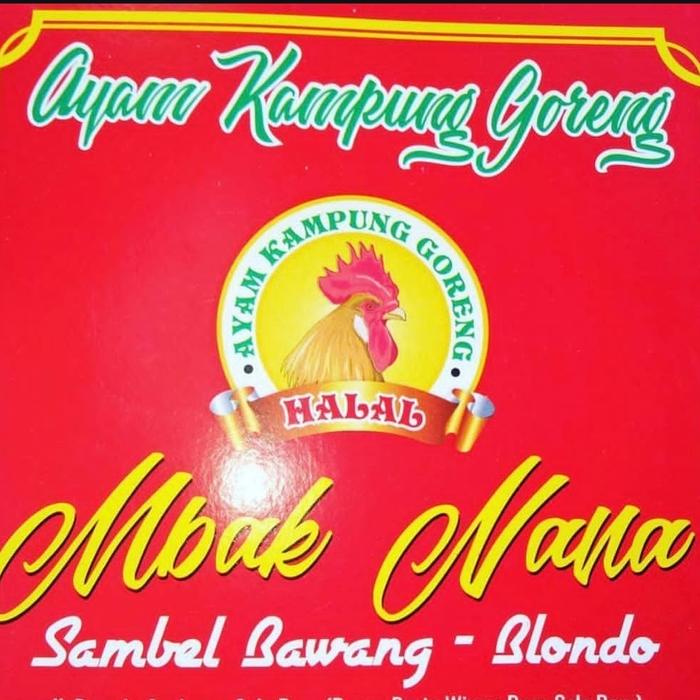 Ayam Kampung Goreng
AYAM KAMPUNG GORENG
HALAL
Mbak Nana
Sambel Bawang - Blondo